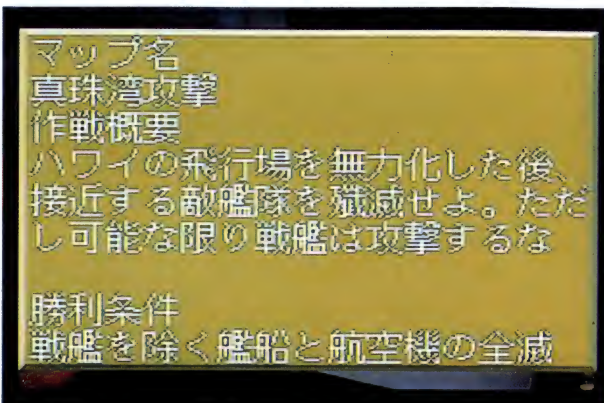 マップ名
真珠湾攻撃
作戦概要
ハワイの飛行場を無力化した後、
接近する敵艦隊を殲滅せよ。ただ
し可能な限り戦艦は攻撃するな
勝利条件
戦艦を除く艦船と航空機の全滅